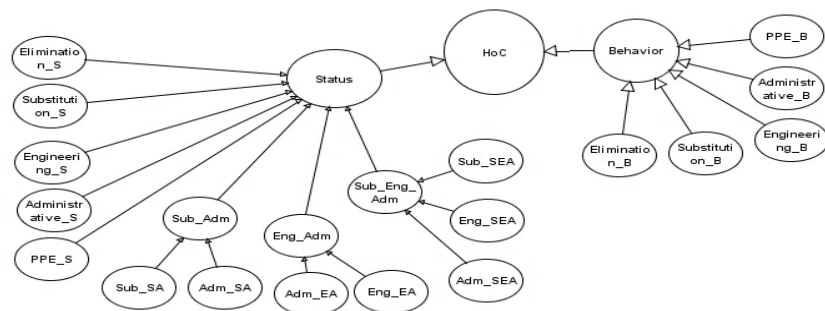 Eliminatio
n_S
Substituti
on_S
Engineeri
ng_S
Administr
ative_S
PPE_S
Status
HoC
Behavior
PPE_B
Administr
ative_B
Engineeri
ng_B
Substituti
on_B
Eliminatio
n_B
Sub_Adm
Sub_SA
Adm_SA
Eng_Adm
Adm_EA
Eng_EA
Sub_Eng_
Adm
Sub_SEA
Eng_SEA
Adm_SEA